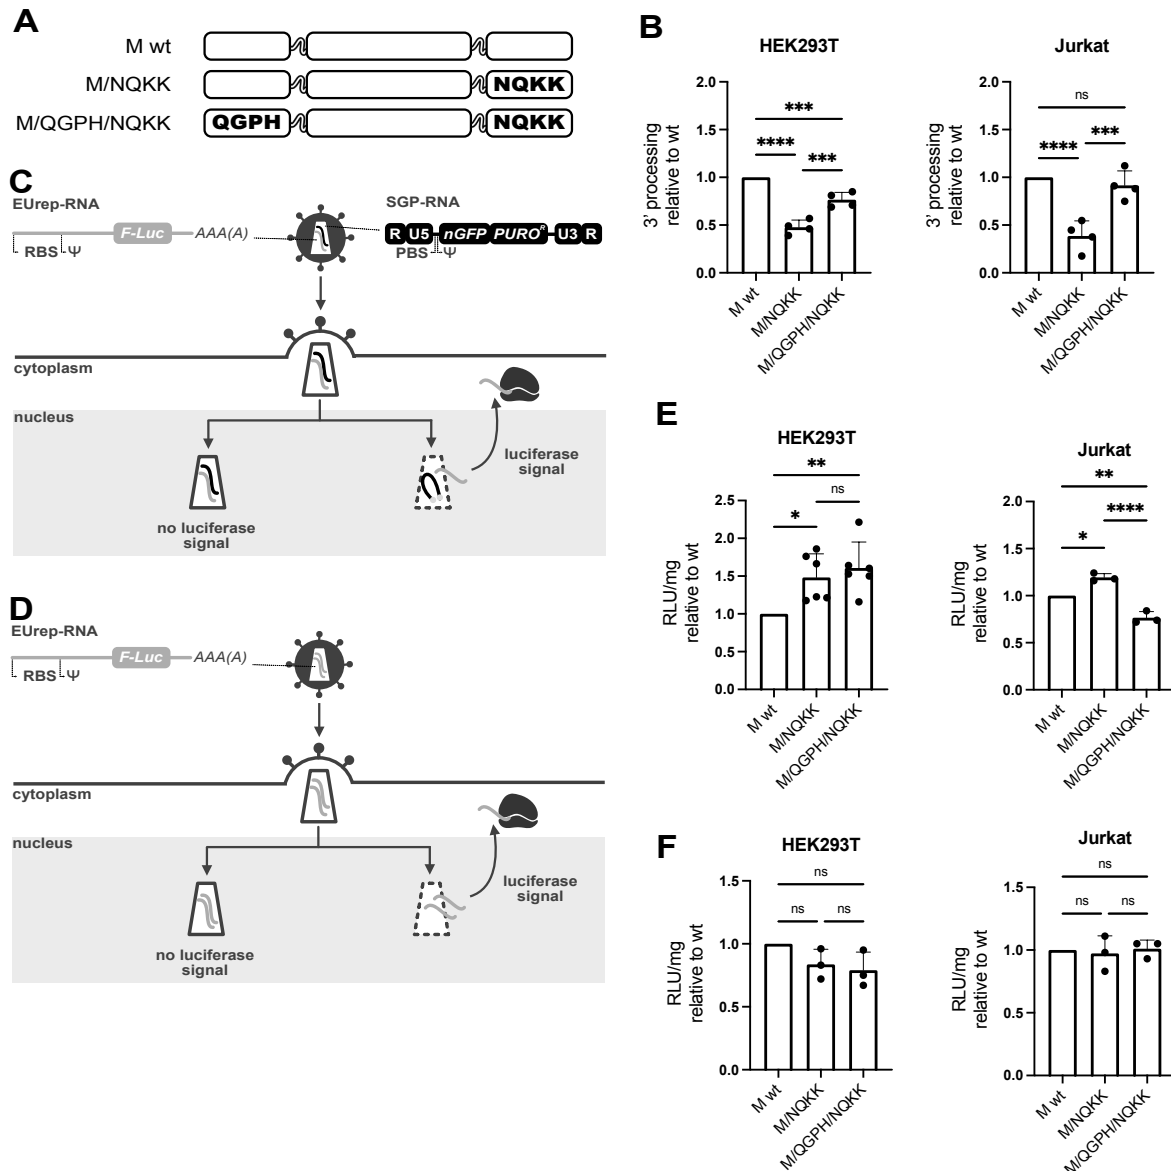 A
M wt
M/NQKK
NQKK
M/QGPH/NQKK
QGPH
NQKK
B
HEK293T
3' processing
relative to wt
2.0
1.5
1.0
0.5
0.0
***
****
***
M wt
M/NQKK
M/QGPH/NQKK
Jurkat
3' processing
relative to wt
2.0
1.5
1.0
0.5
0.0
ns
****
***
M wt
M/NQKK
M/QGPH/NQKK
C
EUrep-RNA
F-Luc
AAA(A)
RBS
Ψ
SGP-RNA
R U5 nGFP PURO^R U3 R
PBS
Ψ
cytoplasm
nucleus
no luciferase
signal
luciferase
signal
D
EUrep-RNA
F-Luc
AAA(A)
RBS
Ψ
cytoplasm
nucleus
no luciferase
signal
luciferase
signal
E
HEK293T
RLU/mg
relative to wt
2.5
2.0
1.5
1.0
0.5
0.0
**
ns
*
M wt
M/NQKK
M/QGPH/NQKK
Jurkat
RLU/mg
relative to wt
2.0
1.5
1.0
0.5
0.0
**
****
*
M wt
M/NQKK
M/QGPH/NQKK
F
HEK293T
RLU/mg
relative to wt
1.5
1.0
0.5
0.0
ns
ns
ns
M wt
M/NQKK
M/QGPH/NQKK
Jurkat
RLU/mg
relative to wt
1.5
1.0
0.5
0.0
ns
ns
ns
M wt
M/NQKK
M/QGPH/NQKK